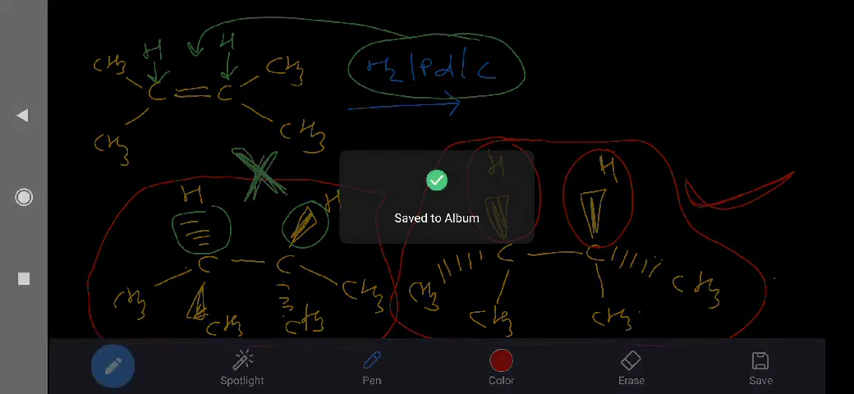 H H
CH3 C = C CH3
CH3 CH3
H2/Pd/C
H H H H
C — C C — C
CH3 CH3 CH3 CH3 CH3 CH3 CH3 CH3
Saved to Album
Spotlight Pen Color Erase Save